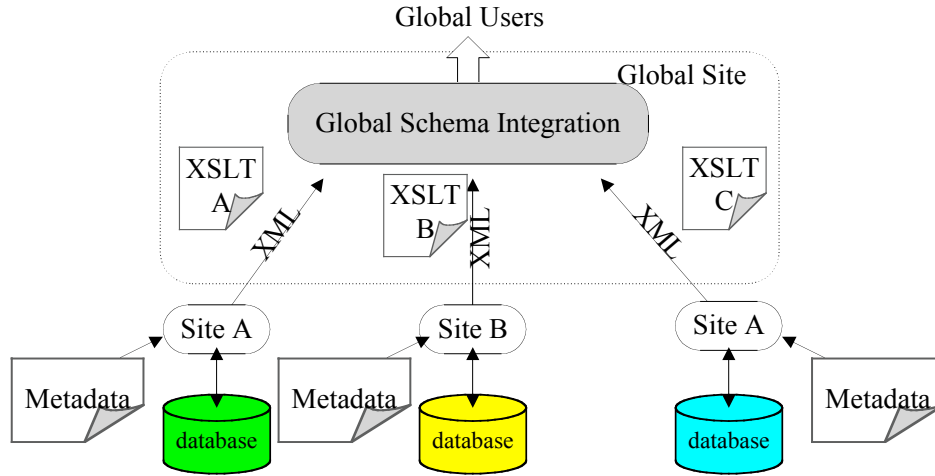 Global Users
Global Site
Global Schema Integration
XSLT
A
XML
XSLT
B
XML
XSLT
C
XML
Site A
Site B
Site A
Metadata
database
Metadata
database
database
Metadata